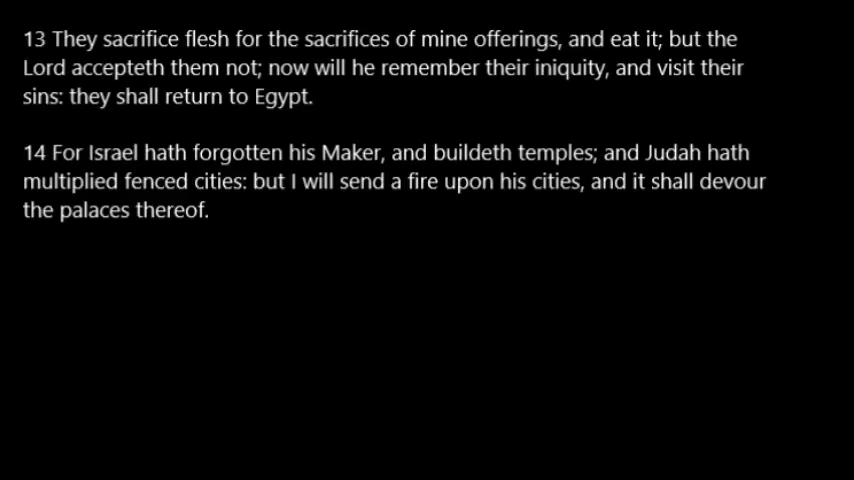 13 They sacrifice flesh for the sacrifices of mine offerings, and eat it; but the
Lord accepteth them not; now will he remember their iniquity, and visit their
sins: they shall return to Egypt.
14 For Israel hath forgotten his Maker, and buildeth temples; and Judah hath
multiplied fenced cities: but I will send a fire upon his cities, and it shall devour
the palaces thereof.